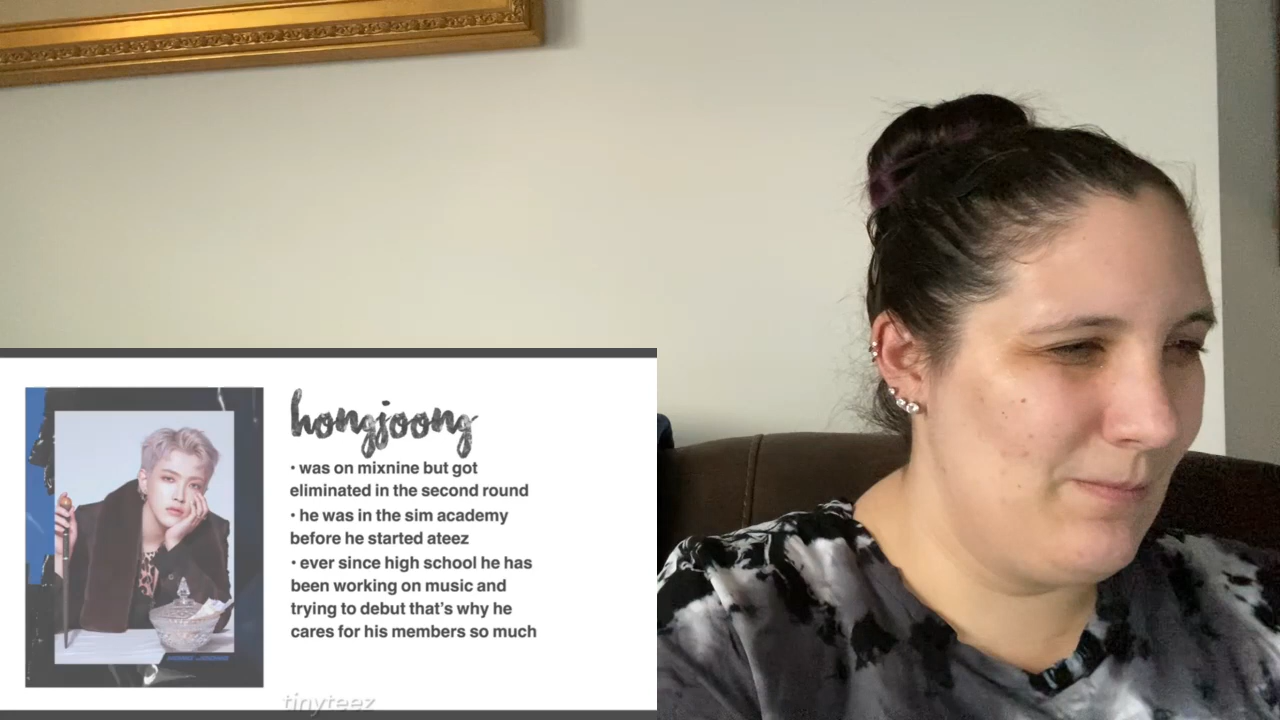 hongjoong
• was on mixnine but got
eliminated in the second round
• he was in the sim academy
before he started ateez
• ever since high school he has
been working on music and
trying to debut that's why he
cares for his members so much
tinyteez